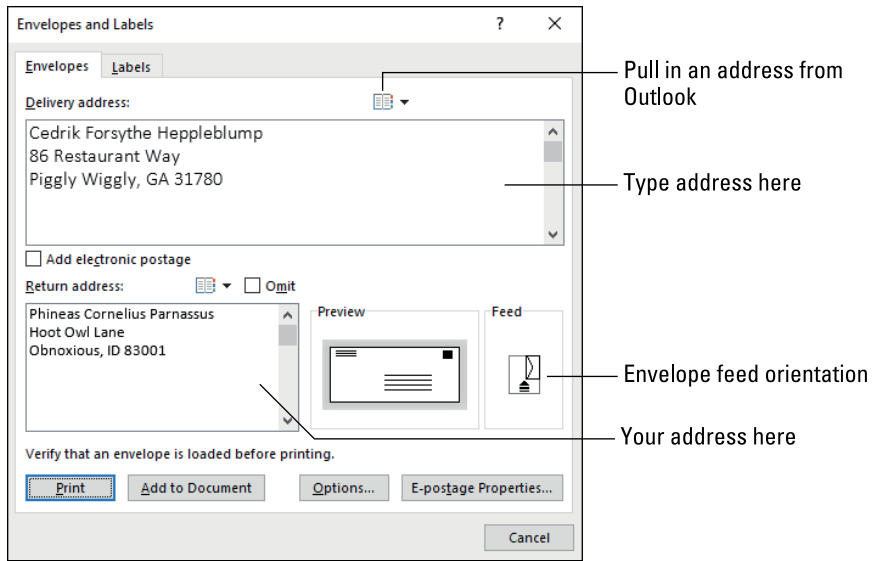 Envelopes and Labels
?
Envelopes
Labels
Pull in an address from
Outlook
Delivery address:
Cedrik Forsythe Heppleblump
86 Restaurant Way
Piggly Wiggly, GA 31780
Type address here
Add electronic postage
Return address:
Omit
Phineas Cornelius Parnassus
Hoot Owl Lane
Obnoxious, ID 83001
Preview
Feed
Envelope feed orientation
Your address here
Verify that an envelope is loaded before printing.
Print
Add to Document
Options...
E-postage Properties...
Cancel